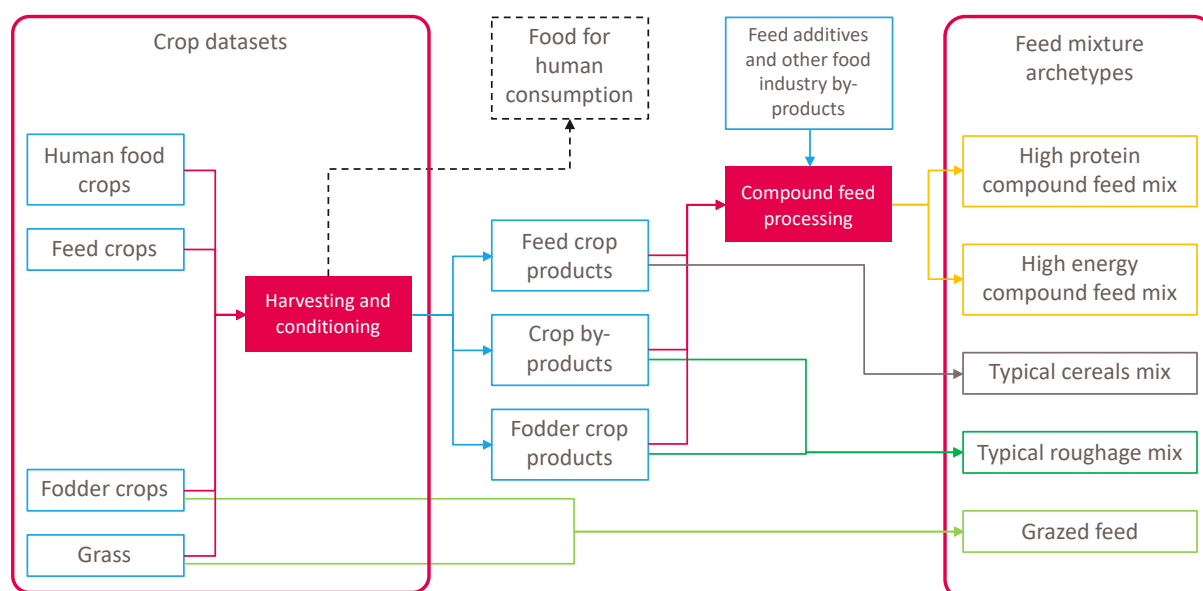 Crop datasets
Human food
crops
Feed crops
Fodder crops
Grass
Harvesting and
conditioning
Food for
human
consumption
Feed crop
products
Crop by-
products
Fodder crop
products
Feed additives
and other food
industry by-
products
Compound feed
processing
Feed mixture
archetypes
High protein
compound feed mix
High energy
compound feed mix
Typical cereals mix
Typical roughage mix
Grazed feed